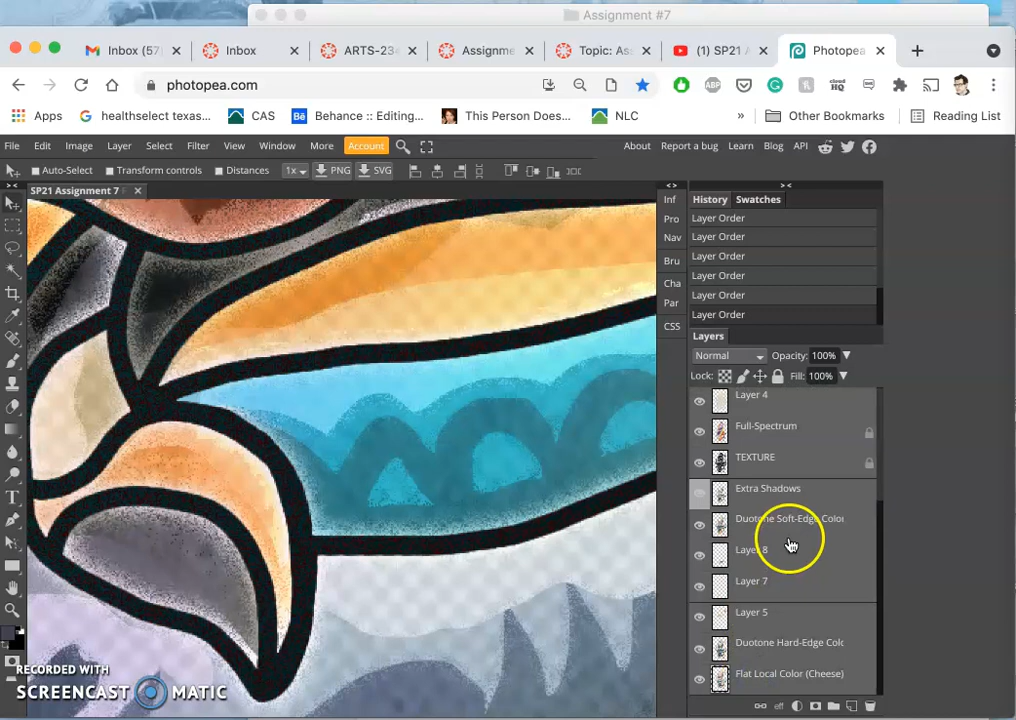 Assignment #7
Inbox (57
Inbox
ARTS-234
Assignme
Topic: Ass
(1) SP21 A
Photopea
photopea.com
Apps
healthselect texas...
CAS
Behance :: Editing...
This Person Does...
NLC
»
Other Bookmarks
Reading List
File Edit Image Layer Select Filter View Window More Account
About Report a bug Learn Blog API
Auto-Select
Transform controls
Distances
1x
PNG
SVG
SP21 Assignment 7
Inf
Pro
Nav
Bru
Cha
Par
CSS
History Swatches
Layer Order
Layer Order
Layer Order
Layer Order
Layer Order
Layer Order
Layers
Normal
Opacity: 100%
Lock:
Fill: 100%
Layer 4
Full-Spectrum
TEXTURE
Extra Shadows
Duotone Soft-Edge Color
Layer 8
Layer 7
Layer 5
Duotone Hard-Edge Colo
Flat Local Color (Cheese)
RECORDED WITH
SCREENCAST MATIC